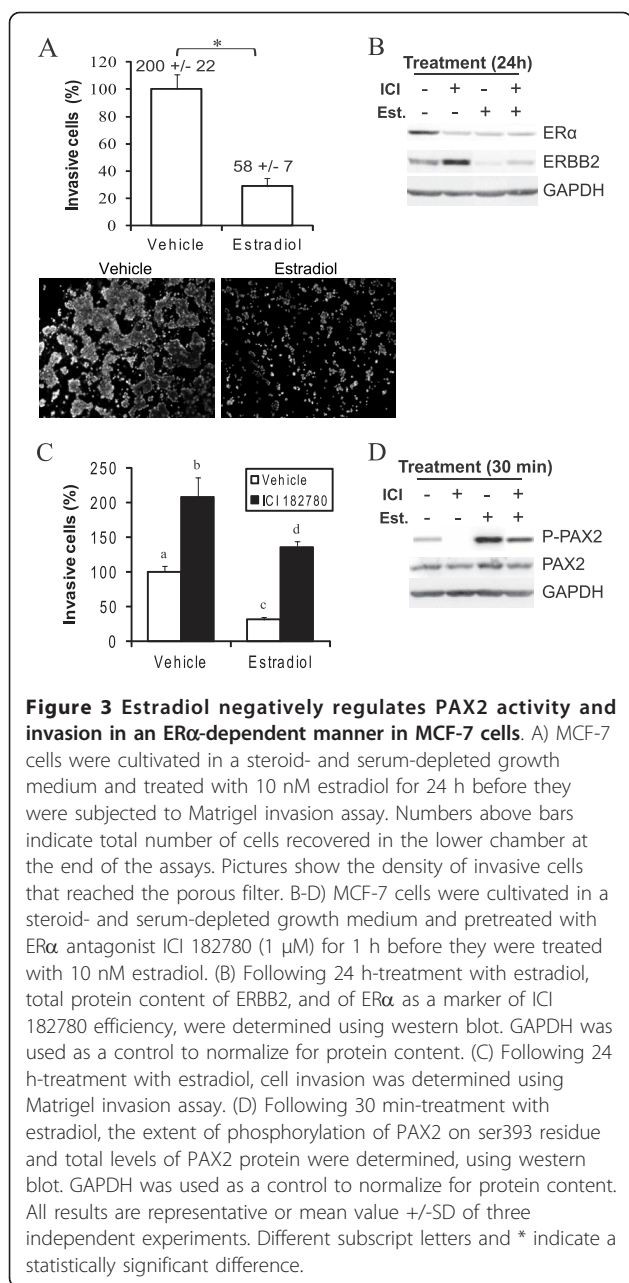 A
*
200 +/- 22
58 +/- 7
Invasive cells (%)
120
100
80
60
40
20
0
Vehicle Estradiol
Vehicle Estradiol
B
Treatment (24h)
ICI - + - +
Est. - - + +
ERα
ERBB2
GAPDH
C
Invasive cells (%)
250
200
150
100
50
0
a
b
c
d
Vehicle
ICI 182780
Vehicle Estradiol
D
Treatment (30 min)
ICI - + - +
Est. - - + +
P-PAX2
PAX2
GAPDH
Figure 3 Estradiol negatively regulates PAX2 activity and
invasion in an ERα-dependent manner in MCF-7 cells. A) MCF-7
cells were cultivated in a steroid- and serum-depleted growth
medium and treated with 10 nM estradiol for 24 h before they
were subjected to Matrigel invasion assay. Numbers above bars
indicate total number of cells recovered in the lower chamber at
the end of the assays. Pictures show the density of invasive cells
that reached the porous filter. B-D) MCF-7 cells were cultivated in a
steroid- and serum-depleted growth medium and pretreated with
ERα antagonist ICI 182780 (1 μM) for 1 h before they were treated
with 10 nM estradiol. (B) Following 24 h-treatment with estradiol,
total protein content of ERBB2, and of ERα as a marker of ICI
182780 efficiency, were determined using western blot. GAPDH was
used as a control to normalize for protein content. (C) Following 24
h-treatment with estradiol, cell invasion was determined using
Matrigel invasion assay. (D) Following 30 min-treatment with
estradiol, the extent of phosphorylation of PAX2 on ser393 residue
and total levels of PAX2 protein were determined, using western
blot. GAPDH was used as a control to normalize for protein content.
All results are representative or mean value +/-SD of three
independent experiments. Different subscript letters and * indicate a
statistically significant difference.